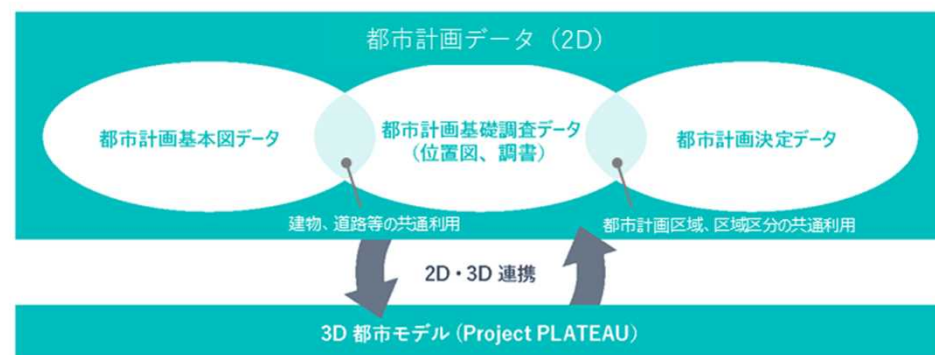 都市計画データ（2D）
都市計画基本図データ
都市計画基礎調査データ
（位置図、調書）
都市計画決定データ
建物、道路等の共通利用
都市計画区域、区域区分の共通利用
2D・3D 連携
3D 都市モデル（Project PLATEAU）